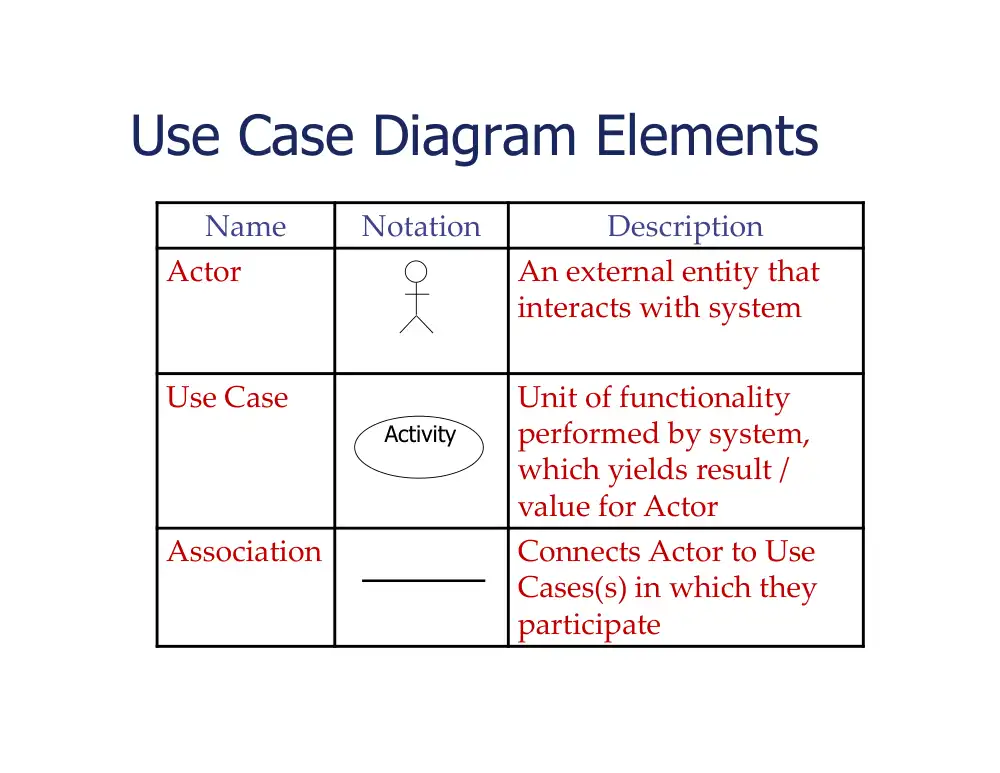 Use Case Diagram Elements
Name Notation Description
Actor
An external entity that
interacts with system
Use Case
Activity
Unit of functionality
performed by system,
which yields result /
value for Actor
Association
Connects Actor to Use
Cases(s) in which they
participate